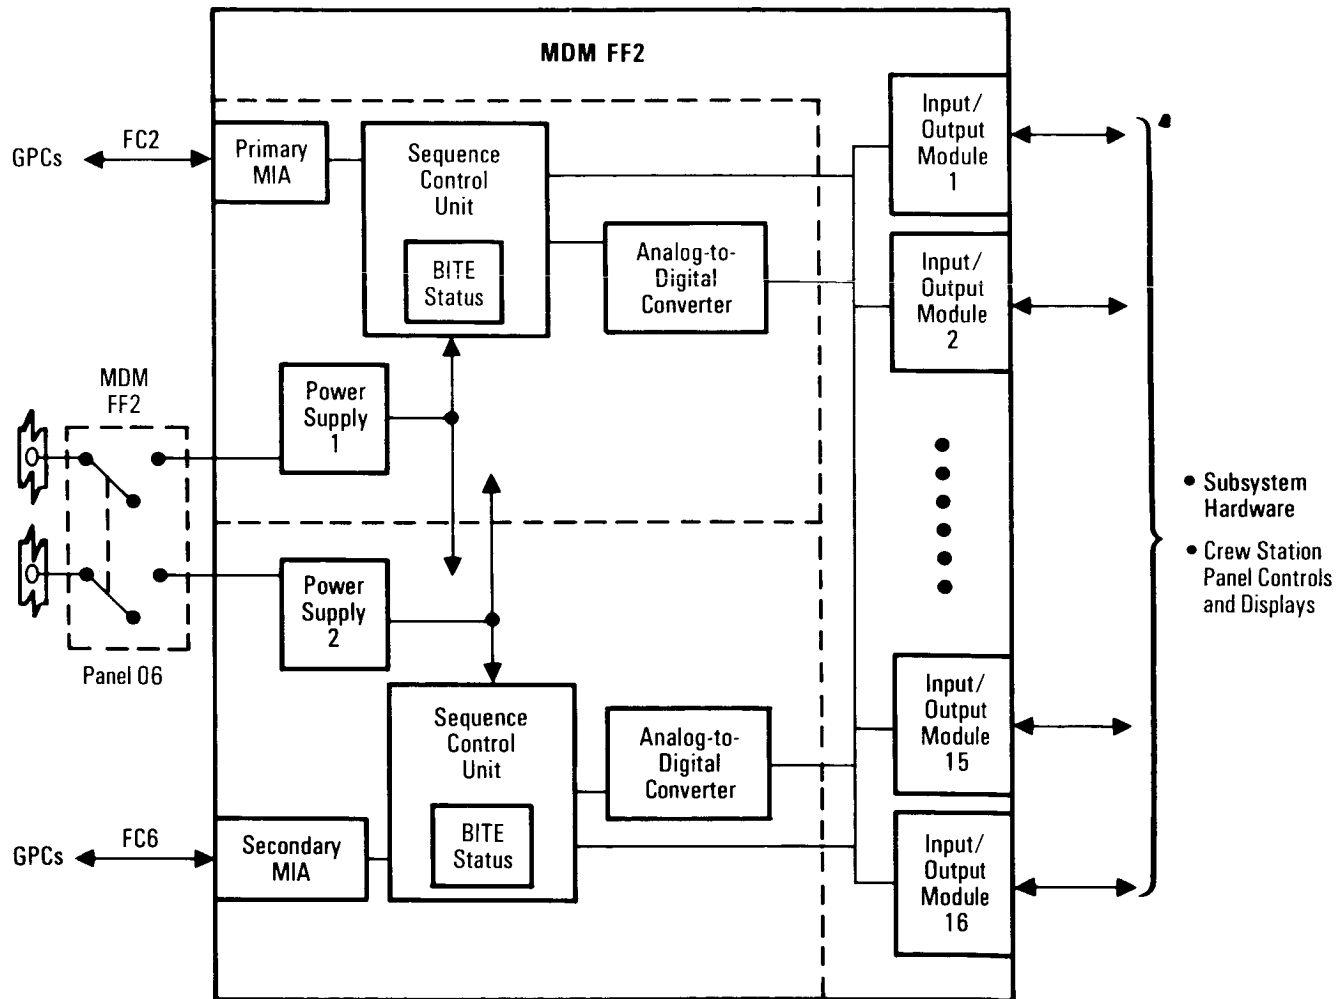 MDM FF2
GPCs
FC2
Primary
MIA
Sequence
Control
Unit
BITE
Status
Analog-to-
Digital
Converter
Input/
Output
Module
1
Input/
Output
Module
2
MDM
FF2
Power
Supply
1
Power
Supply
2
Panel 06
Sequence
Control
Unit
BITE
Status
Analog-to-
Digital
Converter
GPCs
FC6
Secondary
MIA
Input/
Output
Module
15
Input/
Output
Module
16
• Subsystem
Hardware
• Crew Station
Panel Controls
and Displays